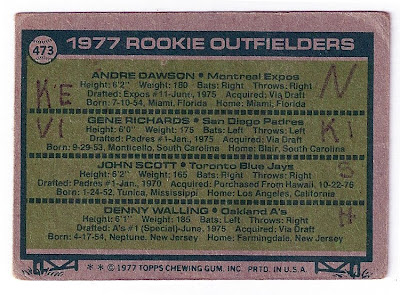 473
1977 ROOKIE OUTFIELDERS
ANDRE DAWSON • Montreal Expos
Height: 6'2" Weight: 180 Bats: Right Throws: Right
Drafted: Expos #11-June, 1975 Acquired: Via Draft
Born: 7-10-54, Miami, Florida Home: Miami, Florida
GENE RICHARDS • San Diego Padres
Height: 6'0" Weight: 175 Bats: Left Throws: Left
Drafted: Padres #1-Jan., 1975 Acquired: Via Draft
Born: 9-29-53, Monticello, South Carolina Home: Blair, South Carolina
JOHN SCOTT • Toronto Blue Jays
Height: 6'2" Weight: 165 Bats: Right Throws: Right
Drafted: Padres #1-Jan., 1970 Acquired: Purchased From Hawaii, 10-22-76
Born: 1-24-52, Tunica, Mississippi Home: Los Angeles, California
DENNY WALLING • Oakland A's
Height: 6'1" Weight: 185 Bats: Left Throws: Right
Drafted: A's #1 (Special)-June, 1975 Acquired: Via Draft
Born: 4-17-54, Neptune, New Jersey Home: Farmingdale, New Jersey
* * © 1977 TOPPS CHEWING GUM, INC. PRTD. IN U.S.A.
KE
VI
N
KI
S
H